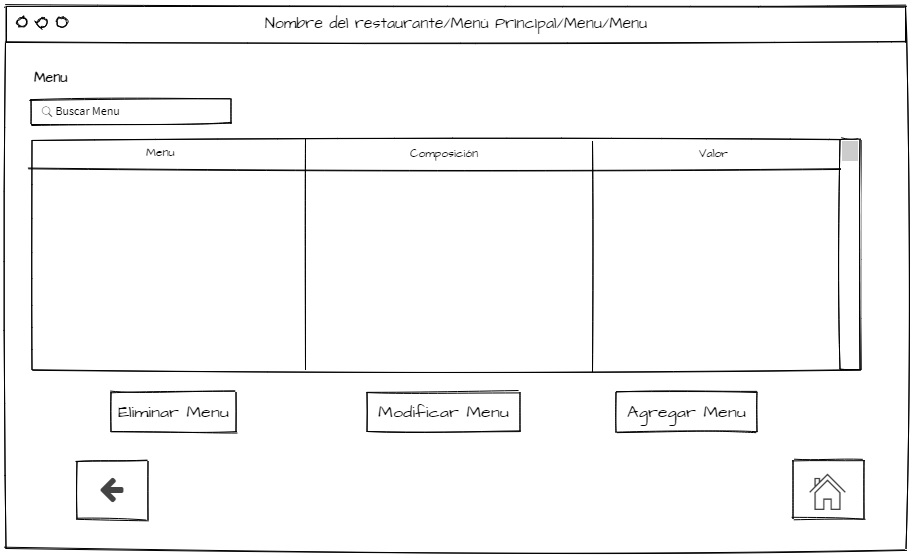 Nombre del restaurante/Menú Principal/Menu/Menu
Menu
Buscar Menu
Menu Composición Valor
Eliminar Menu Modificar Menu Agregar Menu